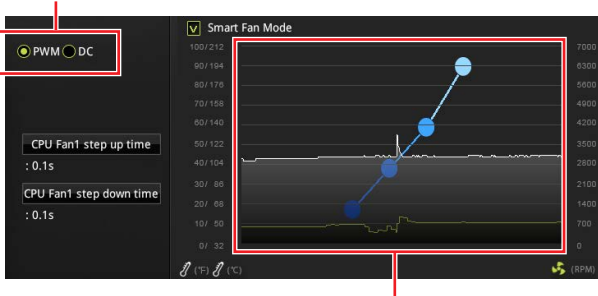 Smart Fan Mode
PWM DC
100/212 7000
90/194 6300
80/176 5600
70/158 4900
60/140 4200
50/122 3500
40/104 2800
30/ 86 2100
20/ 68 1400
10/ 50 700
0/ 32 0
CPU Fan1 step up time
: 0.1s
CPU Fan1 step down time
: 0.1s
(°F) (°C) (RPM)